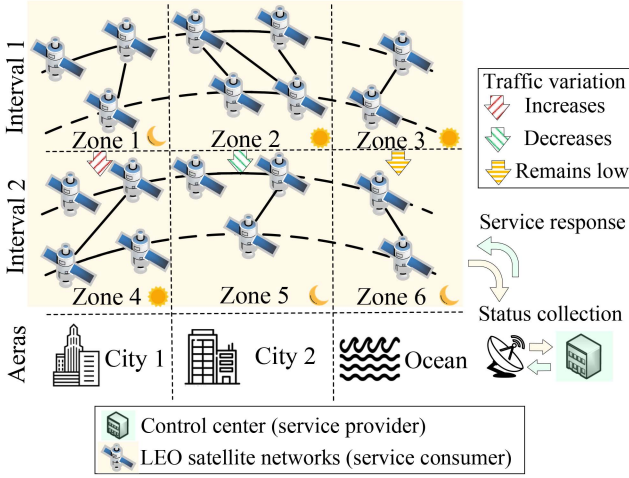 Interval 1
Zone 1
Zone 2
Zone 3
Traffic variation
Increases
Decreases
Remains low
Interval 2
Zone 4
Zone 5
Zone 6
Service response
Status collection
Aeras
City 1
City 2
Ocean
Control center (service provider)
LEO satellite networks (service consumer)